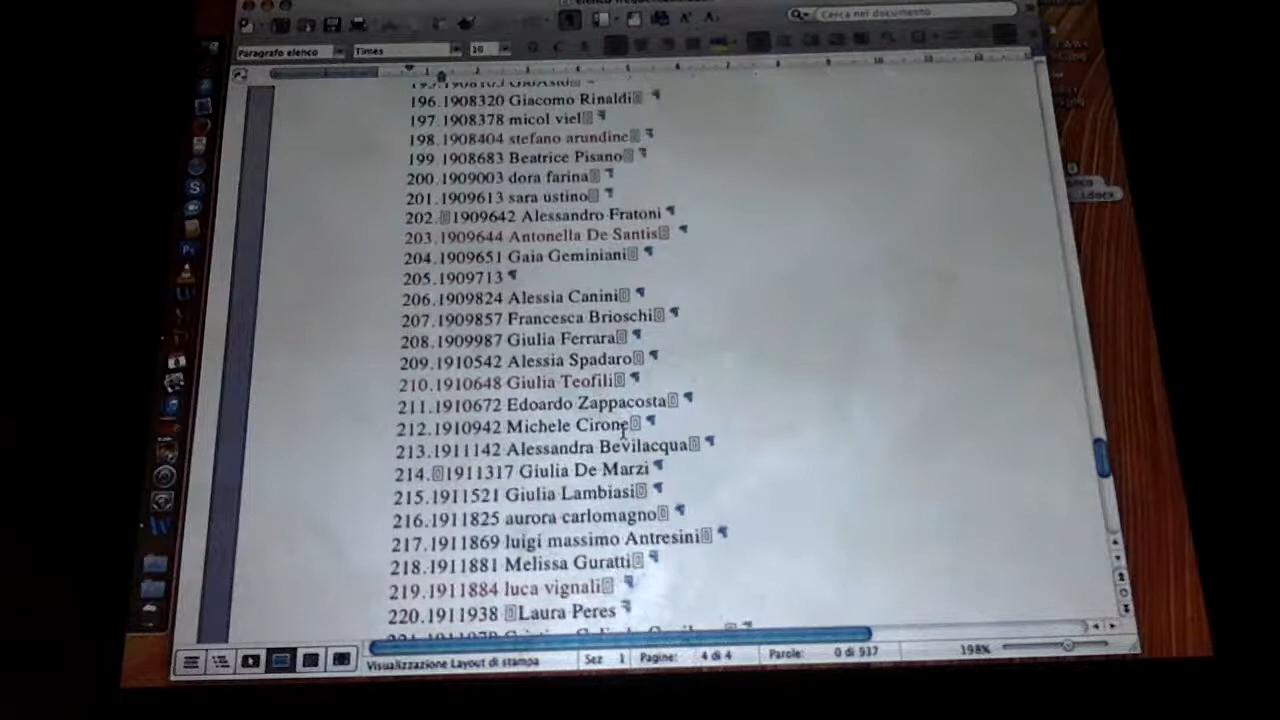 Cerca nel documento
Paragrafo elenco Times 10
196.1908320 Giacomo Rinaldi
197.1908378 micol viel
198.1908404 stefano arundine
199.1908683 Beatrice Pisano
200.1909003 dora farina
201.1909613 sara ustino
202.1909642 Alessandro Fratoni
203.1909644 Antonella De Santis
204.1909651 Gaia Geminiani
205.1909713
206.1909824 Alessia Canini
207.1909857 Francesca Brioschi
208.1909987 Giulia Ferrara
209.1910542 Alessia Spadaro
210.1910648 Giulia Teofili
211.1910672 Edoardo Zappacosta
212.1910942 Michele Cirone
213.1911142 Alessandra Bevilacqua
214.1911317 Giulia De Marzi
215.1911521 Giulia Lambiasi
216.1911825 aurora carlomagno
217.1911869 luigi massimo Antresini
218.1911881 Melissa Guratti
219.1911884 luca vignali
220.1911938 Laura Peres
Visualizzazione Layout di stampa Sez 1 Pagine: 4 di 4 Parole: 0 di 937 198%